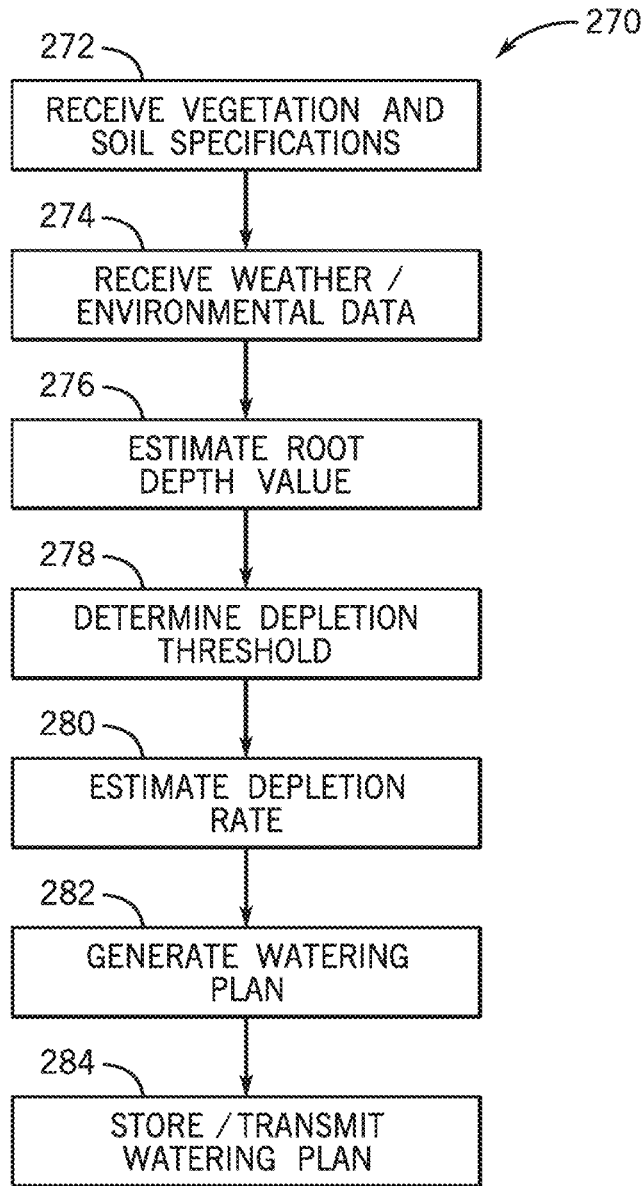 270
272
RECEIVE VEGETATION AND
SOIL SPECIFICATIONS
274
RECEIVE WEATHER /
ENVIRONMENTAL DATA
276
ESTIMATE ROOT
DEPTH VALUE
278
DETERMINE DEPLETION
THRESHOLD
280
ESTIMATE DEPLETION
RATE
282
GENERATE WATERING
PLAN
284
STORE / TRANSMIT
WATERING PLAN